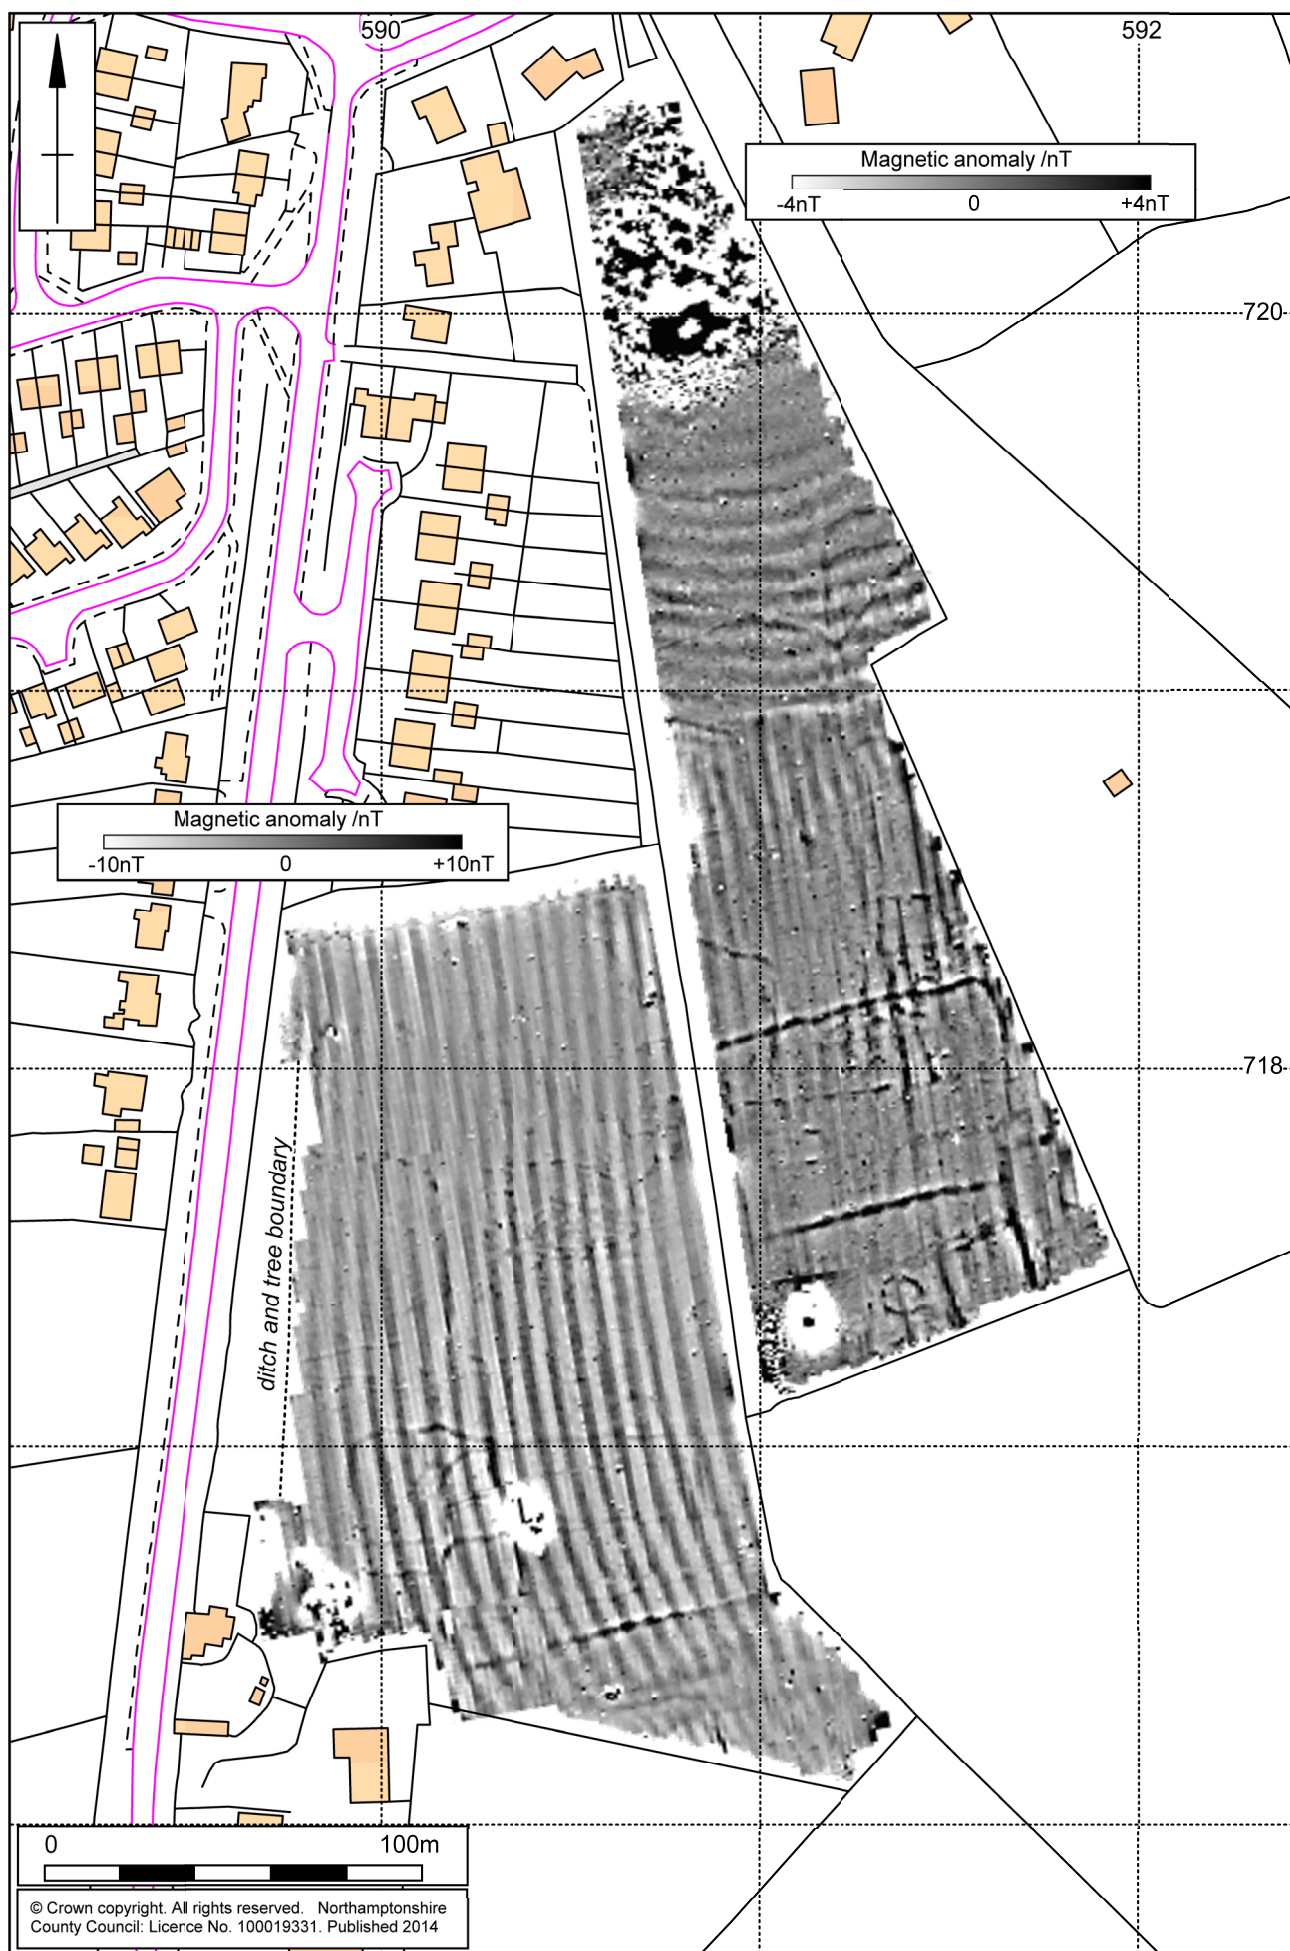 590
592
Magnetic anomaly /nT
-4nT 0 +4nT
720
Magnetic anomaly /nT
-10nT 0 +10nT
718
ditch and tree boundary
0 100m
© Crown copyright. All rights reserved. Northamptonshire
County Council: Licence No. 100019331. Published 2014